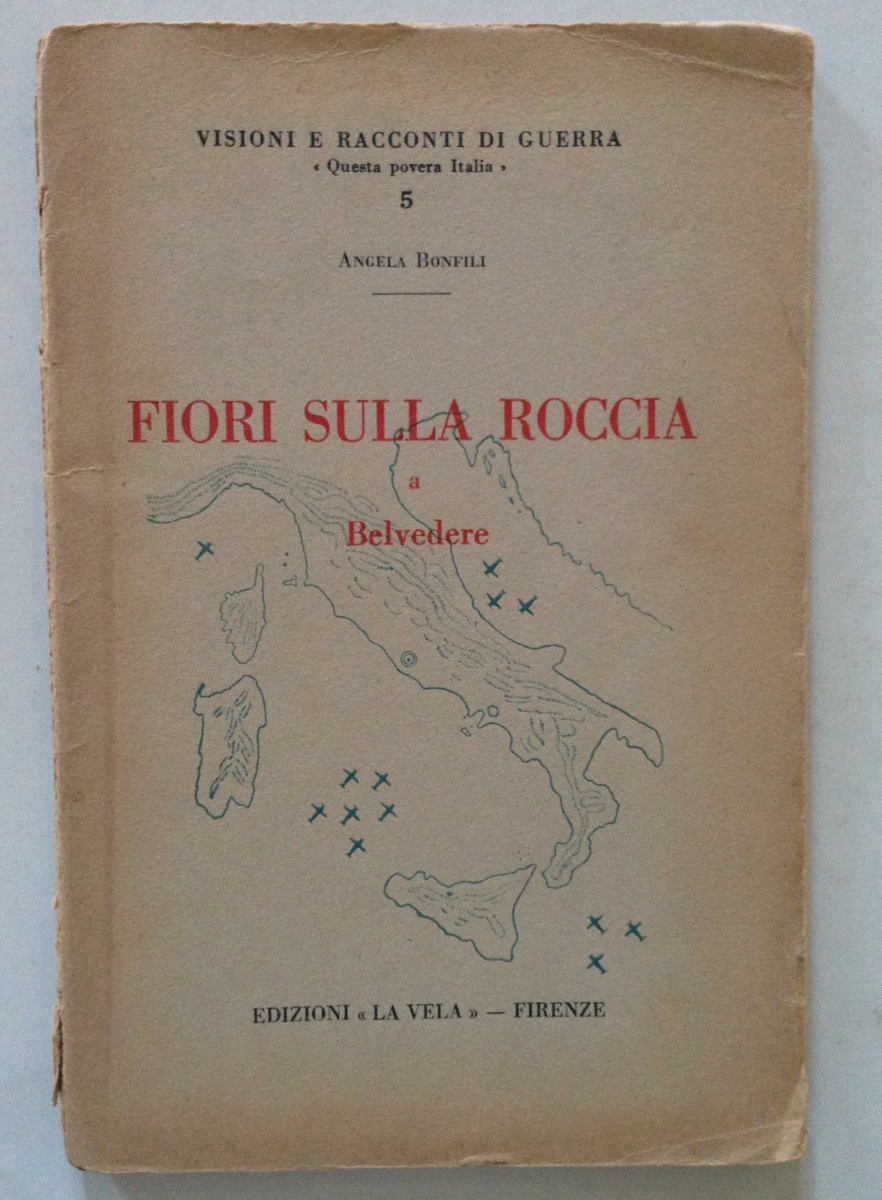 VISIONI E RACCONTI DI GUERRA
« Questa povera Italia »
5
ANGELA BONFILI
FIORI SULLA ROCCIA
a
Belvedere
EDIZIONI « LA VELA » — FIRENZE